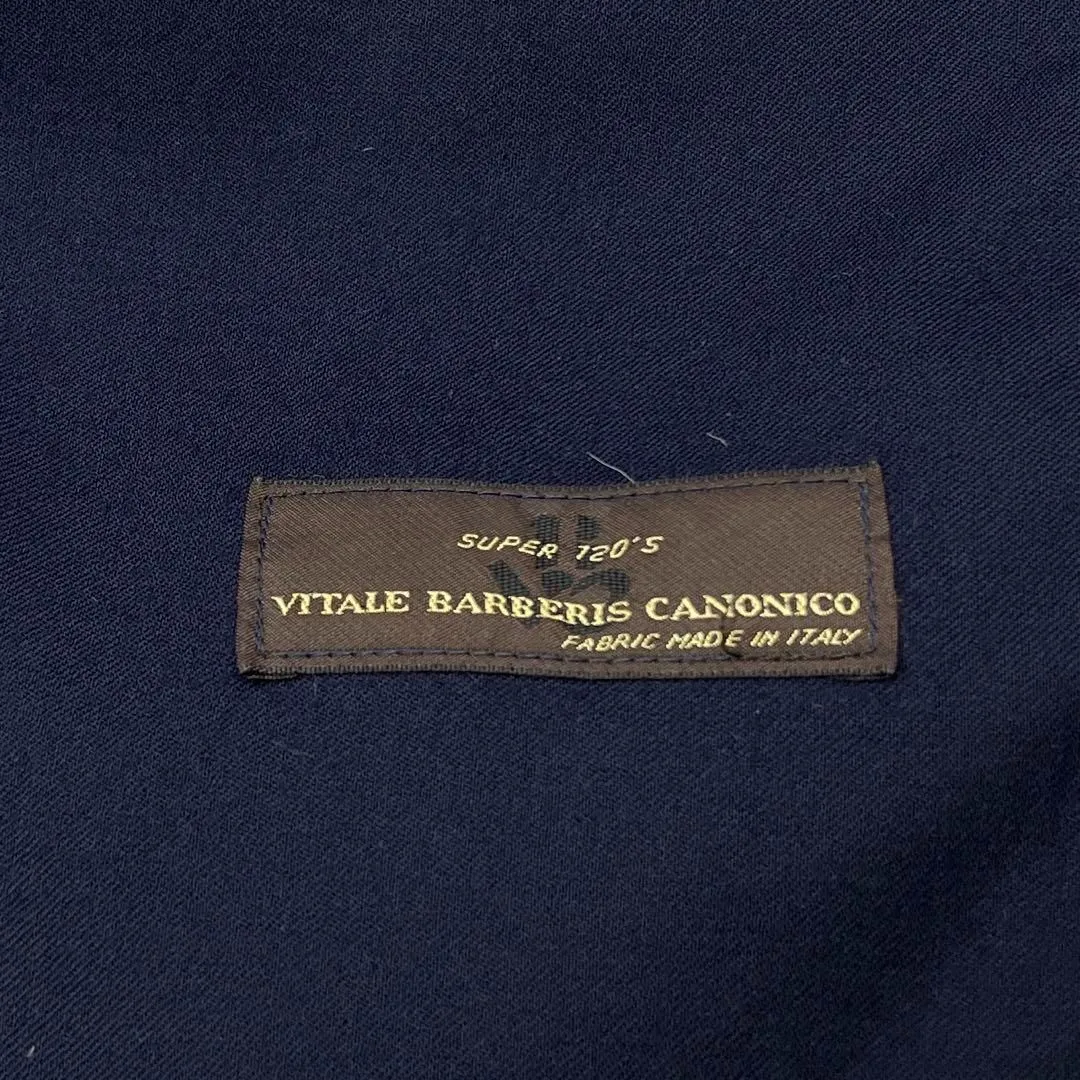 SUPER 120'S
VITALE BARBERIS CANONICO
FABRIC MADE IN ITALY